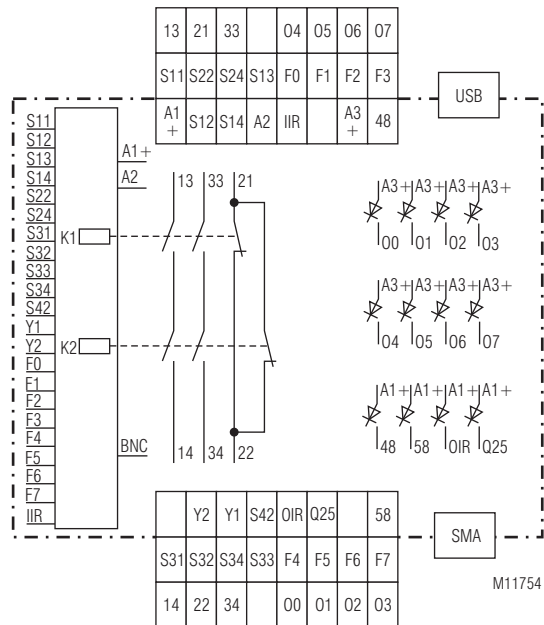 13 21 33 04 05 06 07
S11 S22 S24 S13 F0 F1 F2 F3
A1+ S12 S14 A2 IIR A3+ 48
USB
S11
S12
S13
S14
S22
S24
S31
S32
S33
S34
S42
Y1
Y2
F0
F1
F2
F3
F4
F5
F6
F7
IIR
A1+
A2
K1
K2
BNC
13 33 21
14 34 22
A3+ A3+ A3+ A3+
00 01 02 03
A3+ A3+ A3+ A3+
04 05 06 07
A1+ A1+ A1+ A1+
48 58 OIR Q25
SMA
Y2 Y1 S42 OIR Q25 58
S31 S32 S34 S33 F4 F5 F6 F7
14 22 34 00 01 02 03
M11754